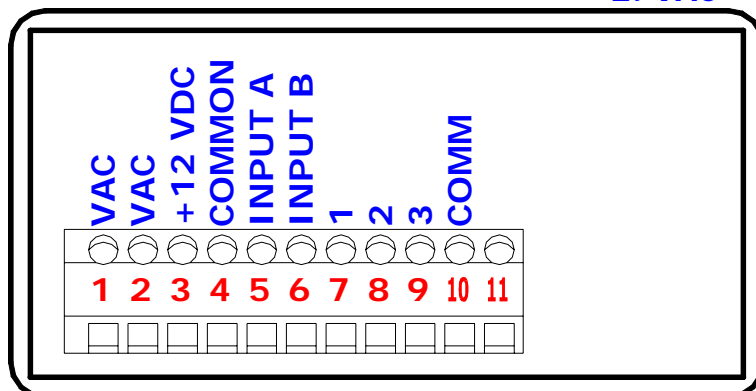 VAC
VAC
+12 VDC
COMMON
INPUT A
INPUT B
1
2
3
COMM
1 2 3 4 5 6 7 8 9 10 11